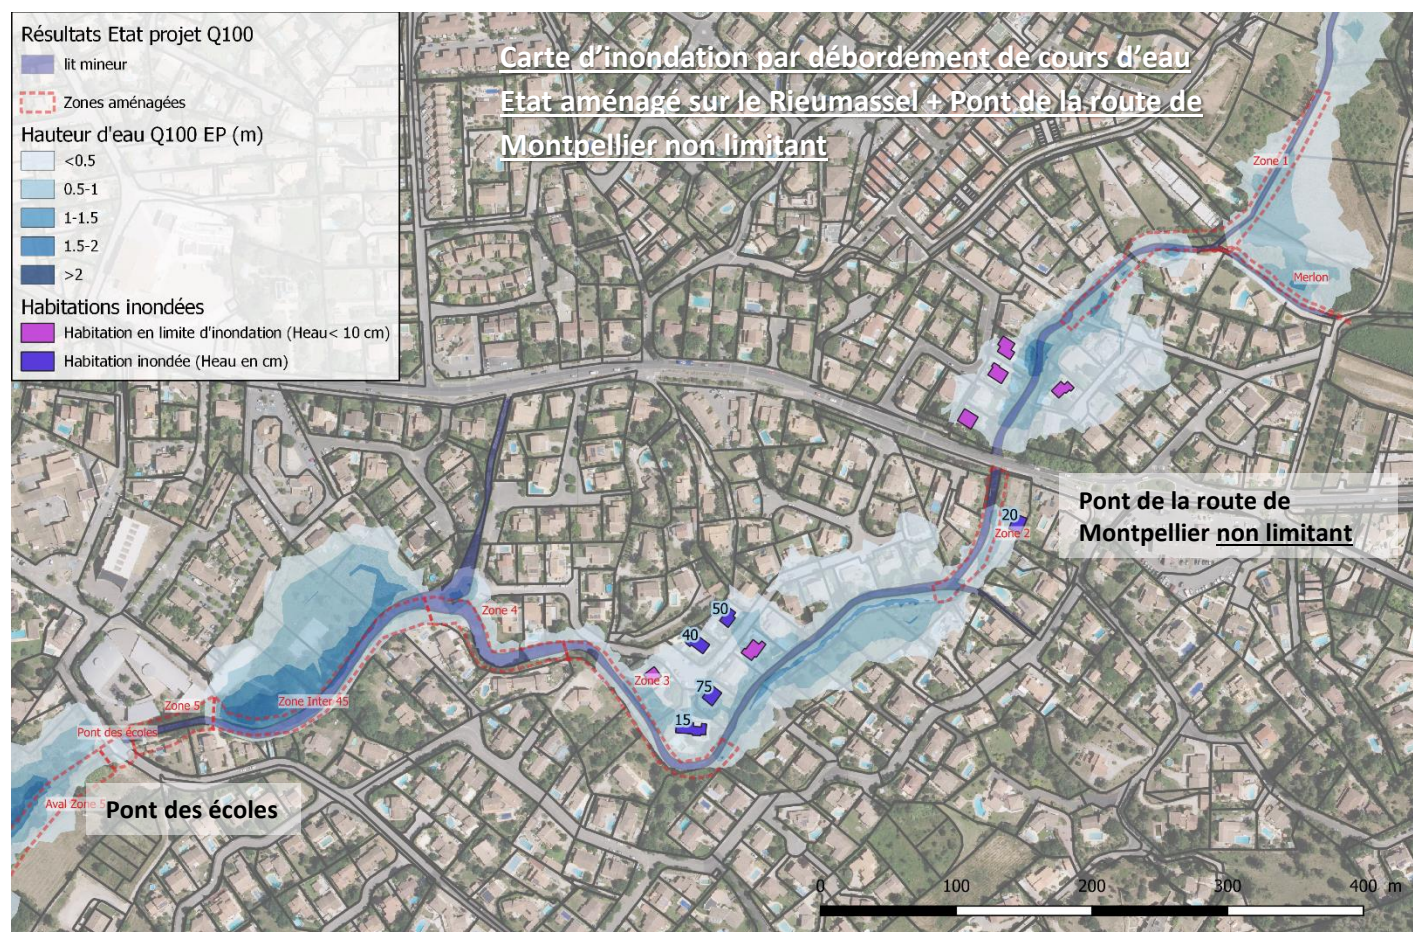 Résultats Etat projet Q100
lit mineur
Zones aménagées
Hauteur d'eau Q100 EP (m)
<0.5
0.5-1
1-1.5
1.5-2
>2
Habitations inondées
Habitation en limite d'inondation (Heau< 10 cm)
Habitation inondée (Heau en cm)
Carte d'inondation par débordement de cours d'eau
Etat aménagé sur le Rieumassel + Pont de la route de
Montpellier non limitant
Zone 1
Merlon
Pont de la route de
Montpellier non limitant
20
Zone 2
50
40
Zone 4
Zone 3
75
15
Zone Inter 45
Zone 5
Pont des écoles
Aval Zone 5
Pont des écoles
0 100 200 300 400 m